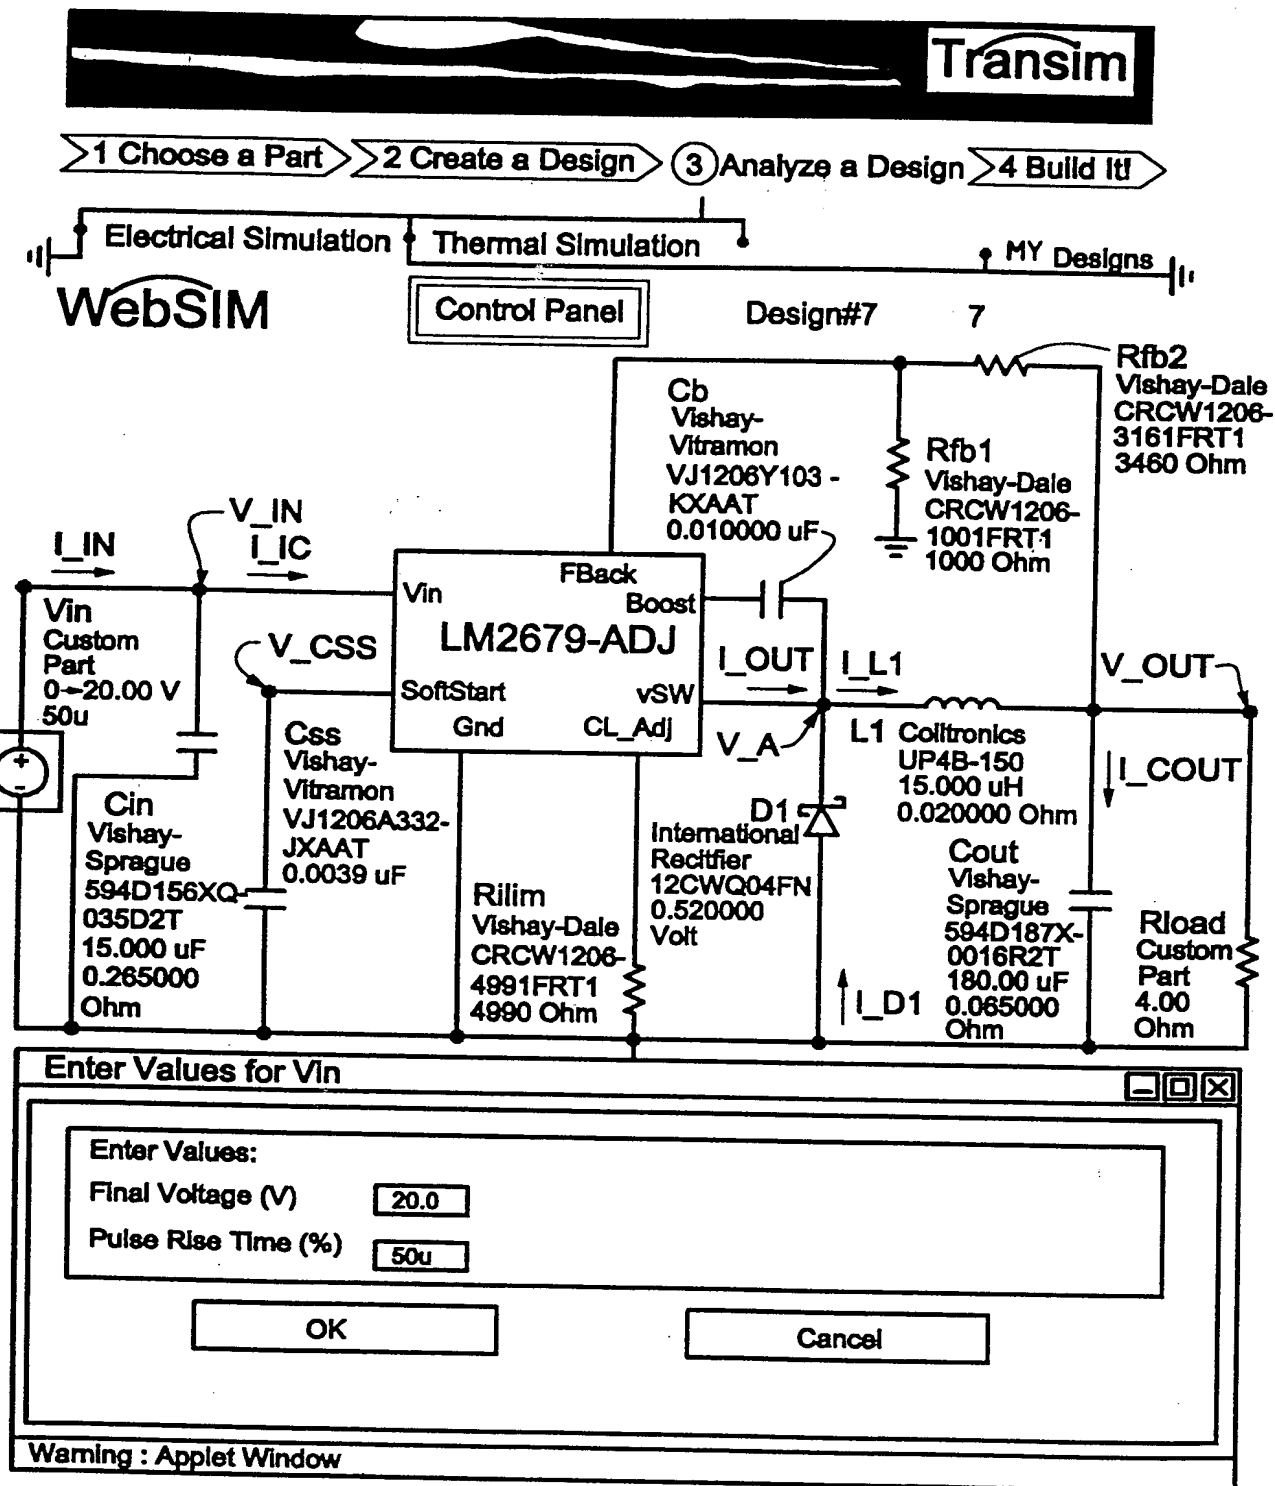 Transim
1 Choose a Part
2 Create a Design
3 Analyze a Design
4 Build It!
Electrical Simulation
Thermal Simulation
MY Designs
WebSIM
Control Panel
Design#7
7
Rfb2
Vishay-Dale
CRCW1206-
3161FRT1
3460 Ohm
Cb
Vishay-
Vitramon
VJ1206Y103 -
KXAAT
0.010000 uF
Rfb1
Vishay-Dale
CRCW1206-
1001FRT1
1000 Ohm
V_IN
I_IN
I_IC
Vin
Custom
Part
0-20.00 V
50u
+
-
V_CSS
Vin
FBack
Boost
LM2679-ADJ
SoftStart
vSW
Gnd
CL_Adj
I_OUT
I_L1
V_OUT
V_A
L1 Coiltronics
UP4B-150
15.000 uH
0.020000 Ohm
I_COUT
Cin
Vishay-
Sprague
594D156XQ-
035D2T
15.000 uF
0.265000
Ohm
Css
Vishay-
Vitramon
VJ1206A332-
JXAAT
0.0039 uF
Rilim
Vishay-Dale
CRCW1206-
4991FRT1
4990 Ohm
D1
International
Recitfier
12CWQ04FN
0.520000
Volt
I_D1
Cout
Vishay-
Sprague
594D187X-
0016R2T
180.00 uF
0.065000
Ohm
Rload
Custom
Part
4.00
Ohm
Enter Values for Vin
Enter Values:
Final Voltage (V) 20.0
Pulse Rise Time (%) 50u
OK
Cancel
Warning : Applet Window